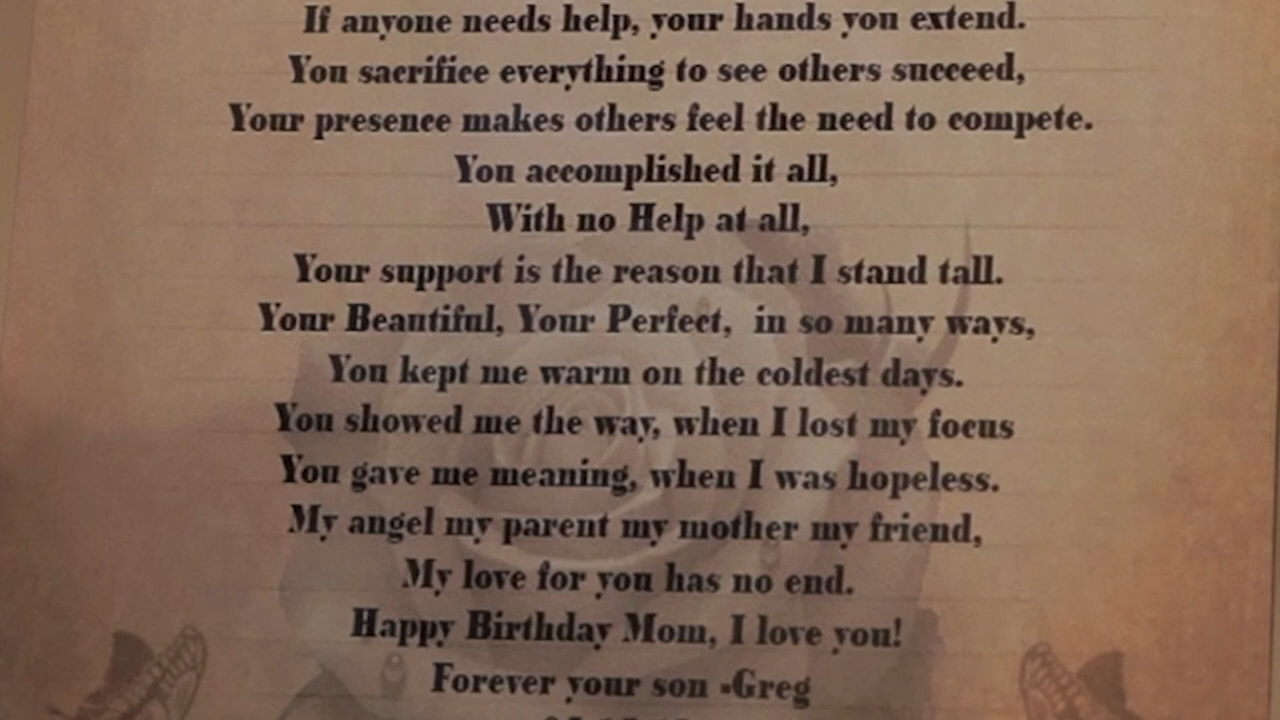 If anyone needs help, your hands you extend.
You sacrifice everything to see others succeed,
Your presence makes others feel the need to compete.
You accomplished it all,
With no Help at all,
Your support is the reason that I stand tall.
Your Beautiful, Your Perfect, in so many ways,
You kept me warm on the coldest days.
You showed me the way, when I lost my focus
You gave me meaning, when I was hopeless.
My angel my parent my mother my friend,
My love for you has no end.
Happy Birthday Mom, I love you!
Forever your son -Greg